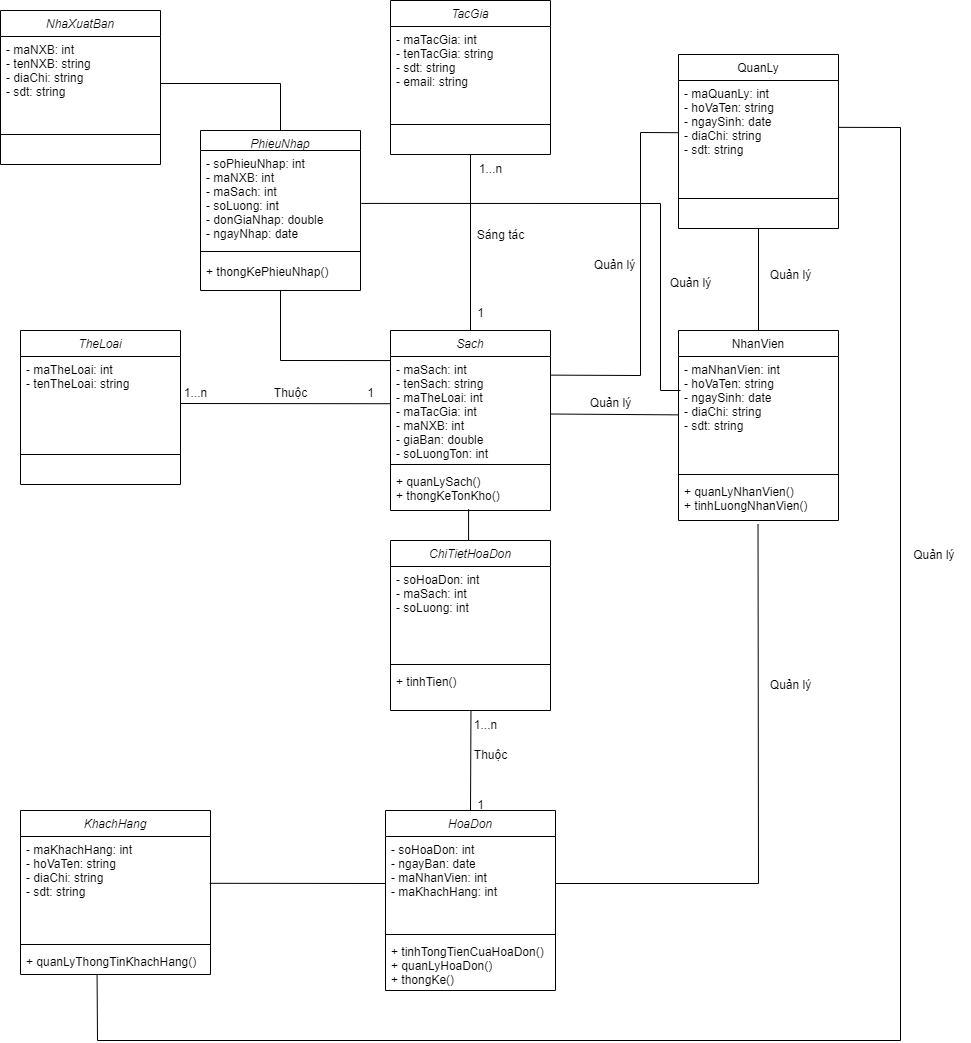 NhaXuatBan
- maNXB: int
- tenNXB: string
- diaChi: string
- sdt: string
TacGia
- maTacGia: int
- tenTacGia: string
- sdt: string
- email: string
QuanLy
- maQuanLy: int
- hoVaTen: string
- ngaySinh: date
- diaChi: string
- sdt: string
PhieuNhap
- soPhieuNhap: int
- maNXB: int
- maSach: int
- soLuong: int
- donGiaNhap: double
- ngayNhap: date
+ thongKePhieuNhap()
1...n
Sáng tác
1
Quản lý
Quản lý
Quản lý
TheLoai
- maTheLoai: int
- tenTheLoai: string
1...n
Thuộc
1
Sach
- maSach: int
- tenSach: string
- maTheLoai: int
- maTacGia: int
- maNXB: int
- giaBan: double
- soLuongTon: int
+ quanLySach()
+ thongKeTonKho()
Quản lý
NhanVien
- maNhanVien: int
- hoVaTen: string
- ngaySinh: date
- diaChi: string
- sdt: string
+ quanLyNhanVien()
+ tinhLuongNhanVien()
Quản lý
ChiTietHoaDon
- soHoaDon: int
- maSach: int
- soLuong: int
+ tinhTien()
Quản lý
1...n
Thuộc
1
KhachHang
- maKhachHang: int
- hoVaTen: string
- diaChi: string
- sdt: string
+ quanLyThongTinKhachHang()
HoaDon
- soHoaDon: int
- ngayBan: date
- maNhanVien: int
- maKhachHang: int
+ tinhTongTienCuaHoaDon()
+ quanLyHoaDon()
+ thongKe()